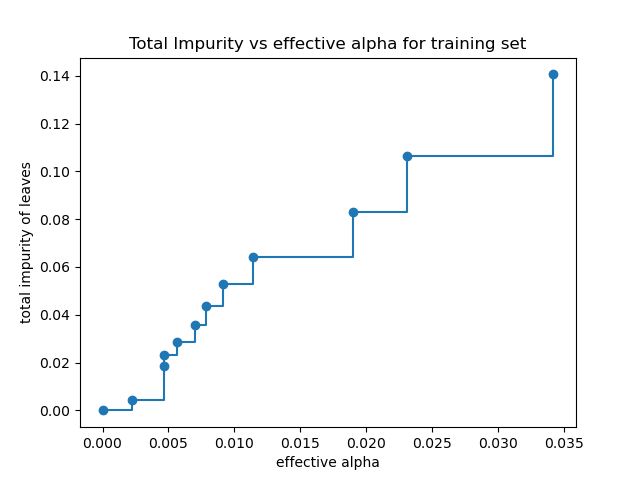 Total Impurity vs effective alpha for training set
total impurity of leaves
0.14
0.12
0.10
0.08
0.06
0.04
0.02
0.00
0.000 0.005 0.010 0.015 0.020 0.025 0.030 0.035
effective alpha